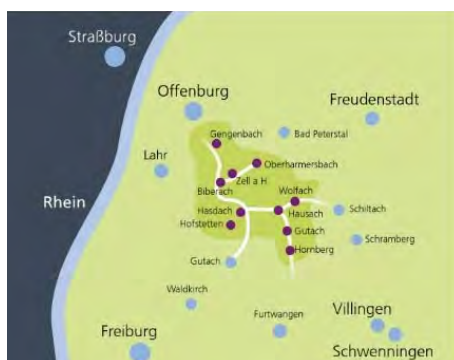 Straßburg
Offenburg
Freudenstadt
Gengenbach
Bad Peterstal
Lahr
Oberharmersbach
Zell a H
Biberach
Wolfach
Rhein
Hasdach
Hausach
Schiltach
Hofstetten
Gutach
Schramberg
Hornberg
Gutach
Waldkirch
Furtwangen
Villingen
Freiburg
Schwenningen